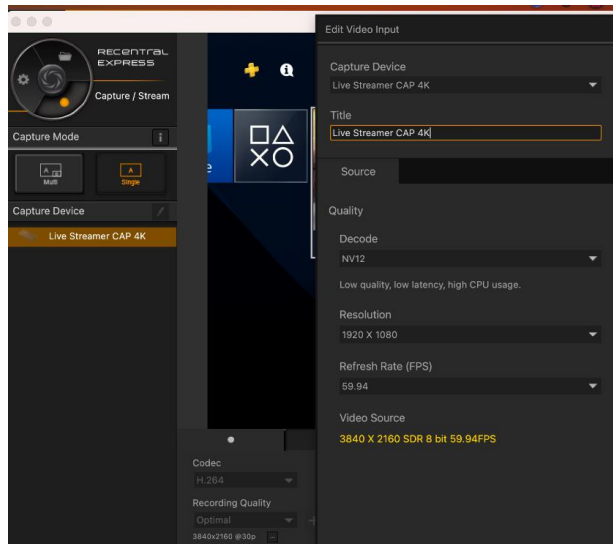 RECENTRAL
EXPRESS
Capture / Stream
Capture Mode
i
A
Multi
A
Single
Capture Device
Live Streamer CAP 4K
e
Codec
H.264
Recording Quality
Optimal
3840x2160 @30p
...
Edit Video Input
Capture Device
Live Streamer CAP 4K
Title
Live Streamer CAP 4K
Source
Quality
Decode
NV12
Low quality, low latency, high CPU usage.
Resolution
1920 X 1080
Refresh Rate (FPS)
59.94
Video Source
3840 X 2160 SDR 8 bit 59.94FPS